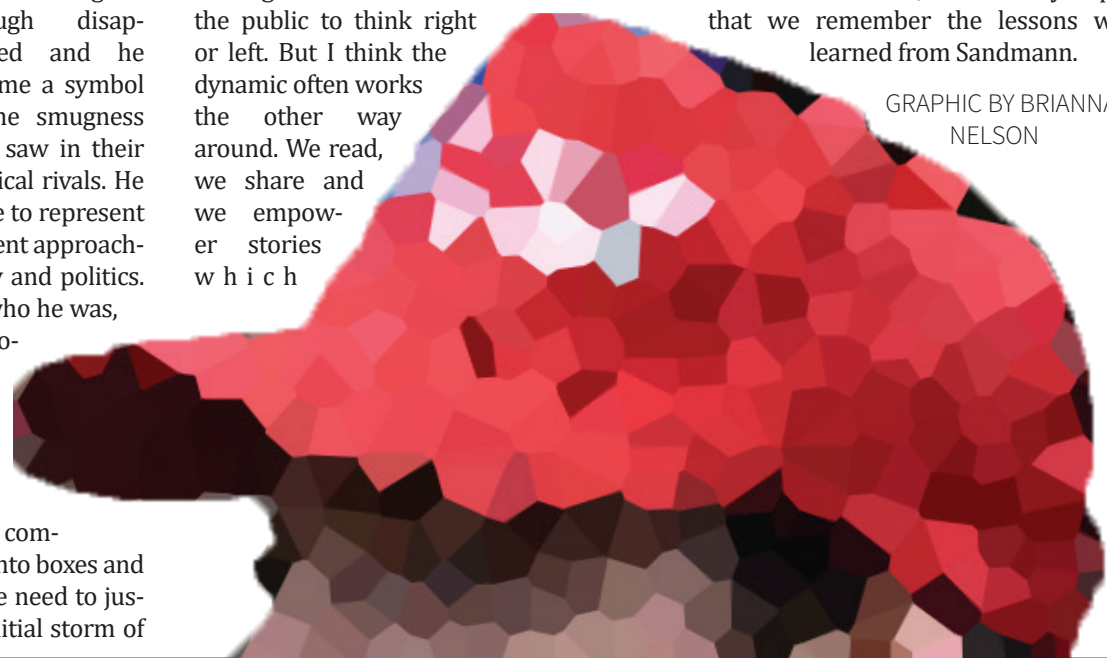 ugh disap-
ed and he
me a symbol
smugness
saw in their
ical rivals. He
e to represent
ent approach-
and politics.
who he was,
o-
com-
nto boxes and
e need to jus-
itial storm of
the public to think right
or left. But I think the
dynamic often works
the other way
around. We read,
we share and
we empow-
er stories
which
that we remember the lessons w
learned from Sandmann.
GRAPHIC BY BRIANNA
NELSON